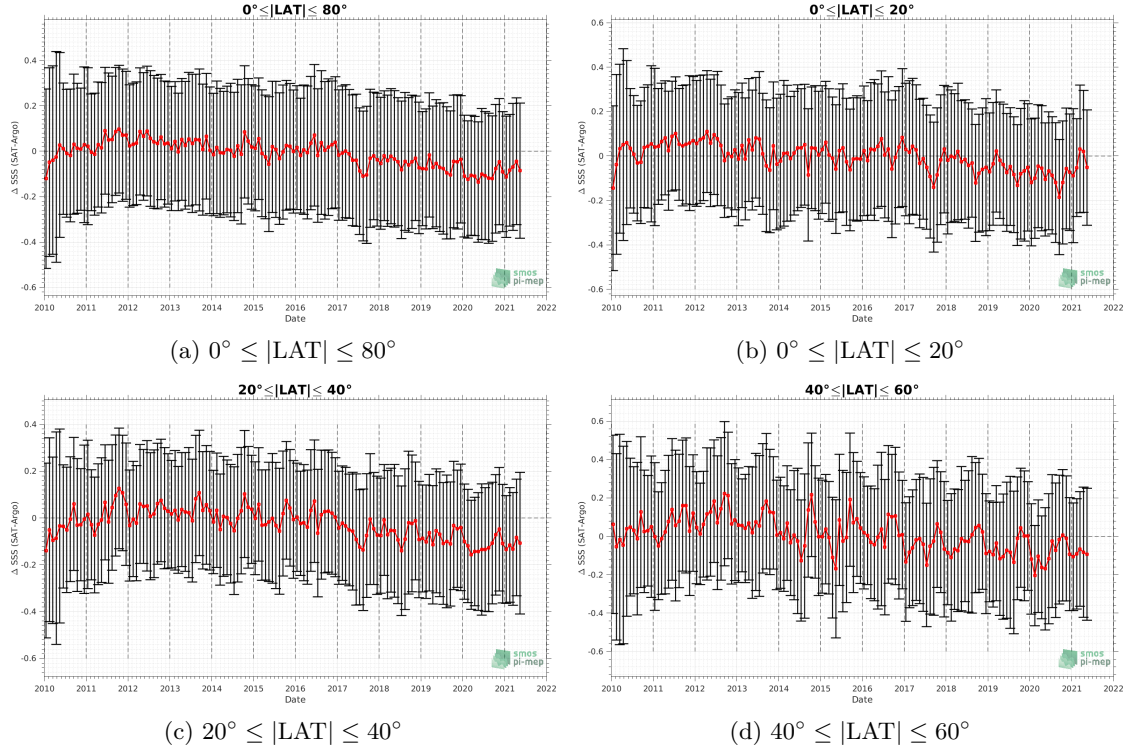 0°≤|LAT|≤ 80°
Δ SSS (SAT-Argo)
0.4
0.2
0
-0.2
-0.4
-0.6
2010 2011 2012 2013 2014 2015 2016 2017 2018 2019 2020 2021 2022
Date
smos
pi-mep
(a) 0° ≤ |LAT| ≤ 80°
0°≤|LAT|≤ 20°
Δ SSS (SAT-Argo)
0.6
0.4
0.2
0
-0.2
-0.4
-0.6
2010 2011 2012 2013 2014 2015 2016 2017 2018 2019 2020 2021 2022
Date
smos
pi-mep
(b) 0° ≤ |LAT| ≤ 20°
20°≤|LAT|≤ 40°
Δ SSS (SAT-Argo)
0.4
0.2
0
-0.2
-0.4
-0.6
2010 2011 2012 2013 2014 2015 2016 2017 2018 2019 2020 2021 2022
Date
smos
pi-mep
(c) 20° ≤ |LAT| ≤ 40°
40°≤|LAT|≤ 60°
Δ SSS (SAT-Argo)
0.6
0.4
0.2
0
-0.2
-0.4
-0.6
2010 2011 2012 2013 2014 2015 2016 2017 2018 2019 2020 2021 2022
Date
smos
pi-mep
(d) 40° ≤ |LAT| ≤ 60°